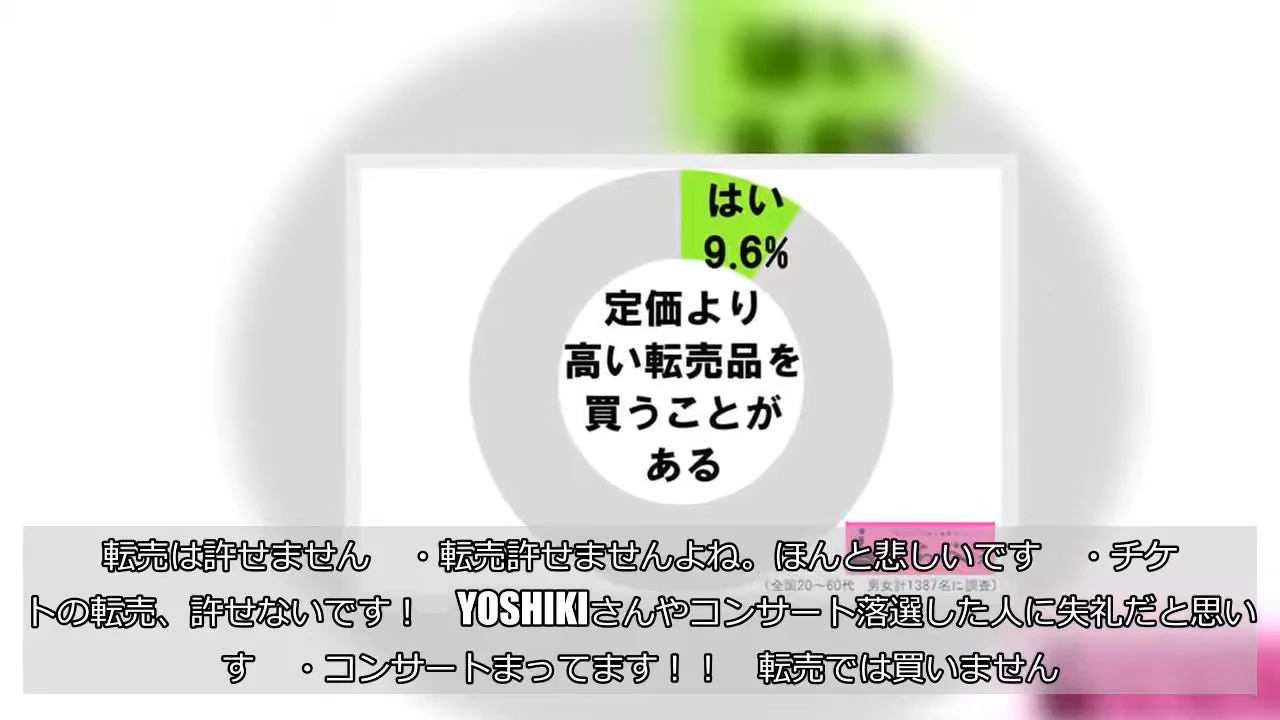 はい
9.6%
定価より
高い転売品を
買うことが
ある
(全国20～60代　男女計1387名に調査)
転売は許せません　・転売許せませんよね。ほんと悲しいです　・チケ
トの転売、許せないです！　YOSHIKIさんやコンサート落選した人に失礼だと思い
す　・コンサートまってます！！　転売では買いません